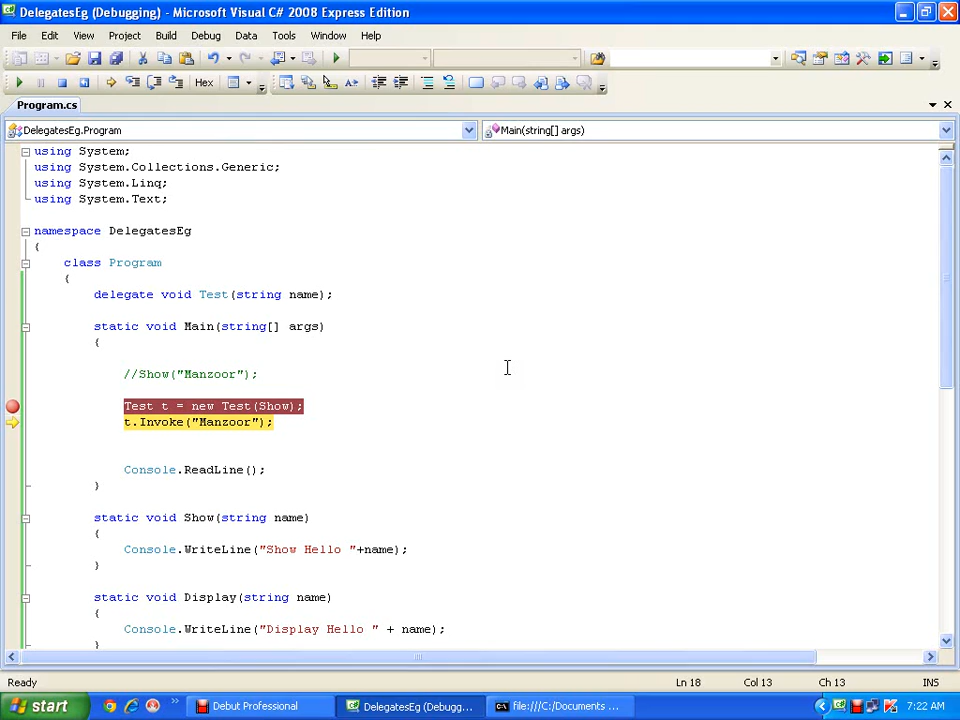 DelegatesEg (Debugging) - Microsoft Visual C# 2008 Express Edition
File Edit View Project Build Debug Data Tools Window Help
Hex
Program.cs
DelegatesEg.Program Main(string[] args)
using System;
using System.Collections.Generic;
using System.Linq;
using System.Text;
namespace DelegatesEg
{
class Program
{
delegate void Test(string name);
static void Main(string[] args)
{
//Show("Manzoor");
Test t = new Test(Show);
t.Invoke("Manzoor");
Console.ReadLine();
}
static void Show(string name)
{
Console.WriteLine("Show Hello "+name);
}
static void Display(string name)
{
Console.WriteLine("Display Hello " + name);
}
Ready Ln 18 Col 13 Ch 13 INS
start Debut Professional DelegatesEg (Debugg... file:///C:/Documents ... 7:22 AM